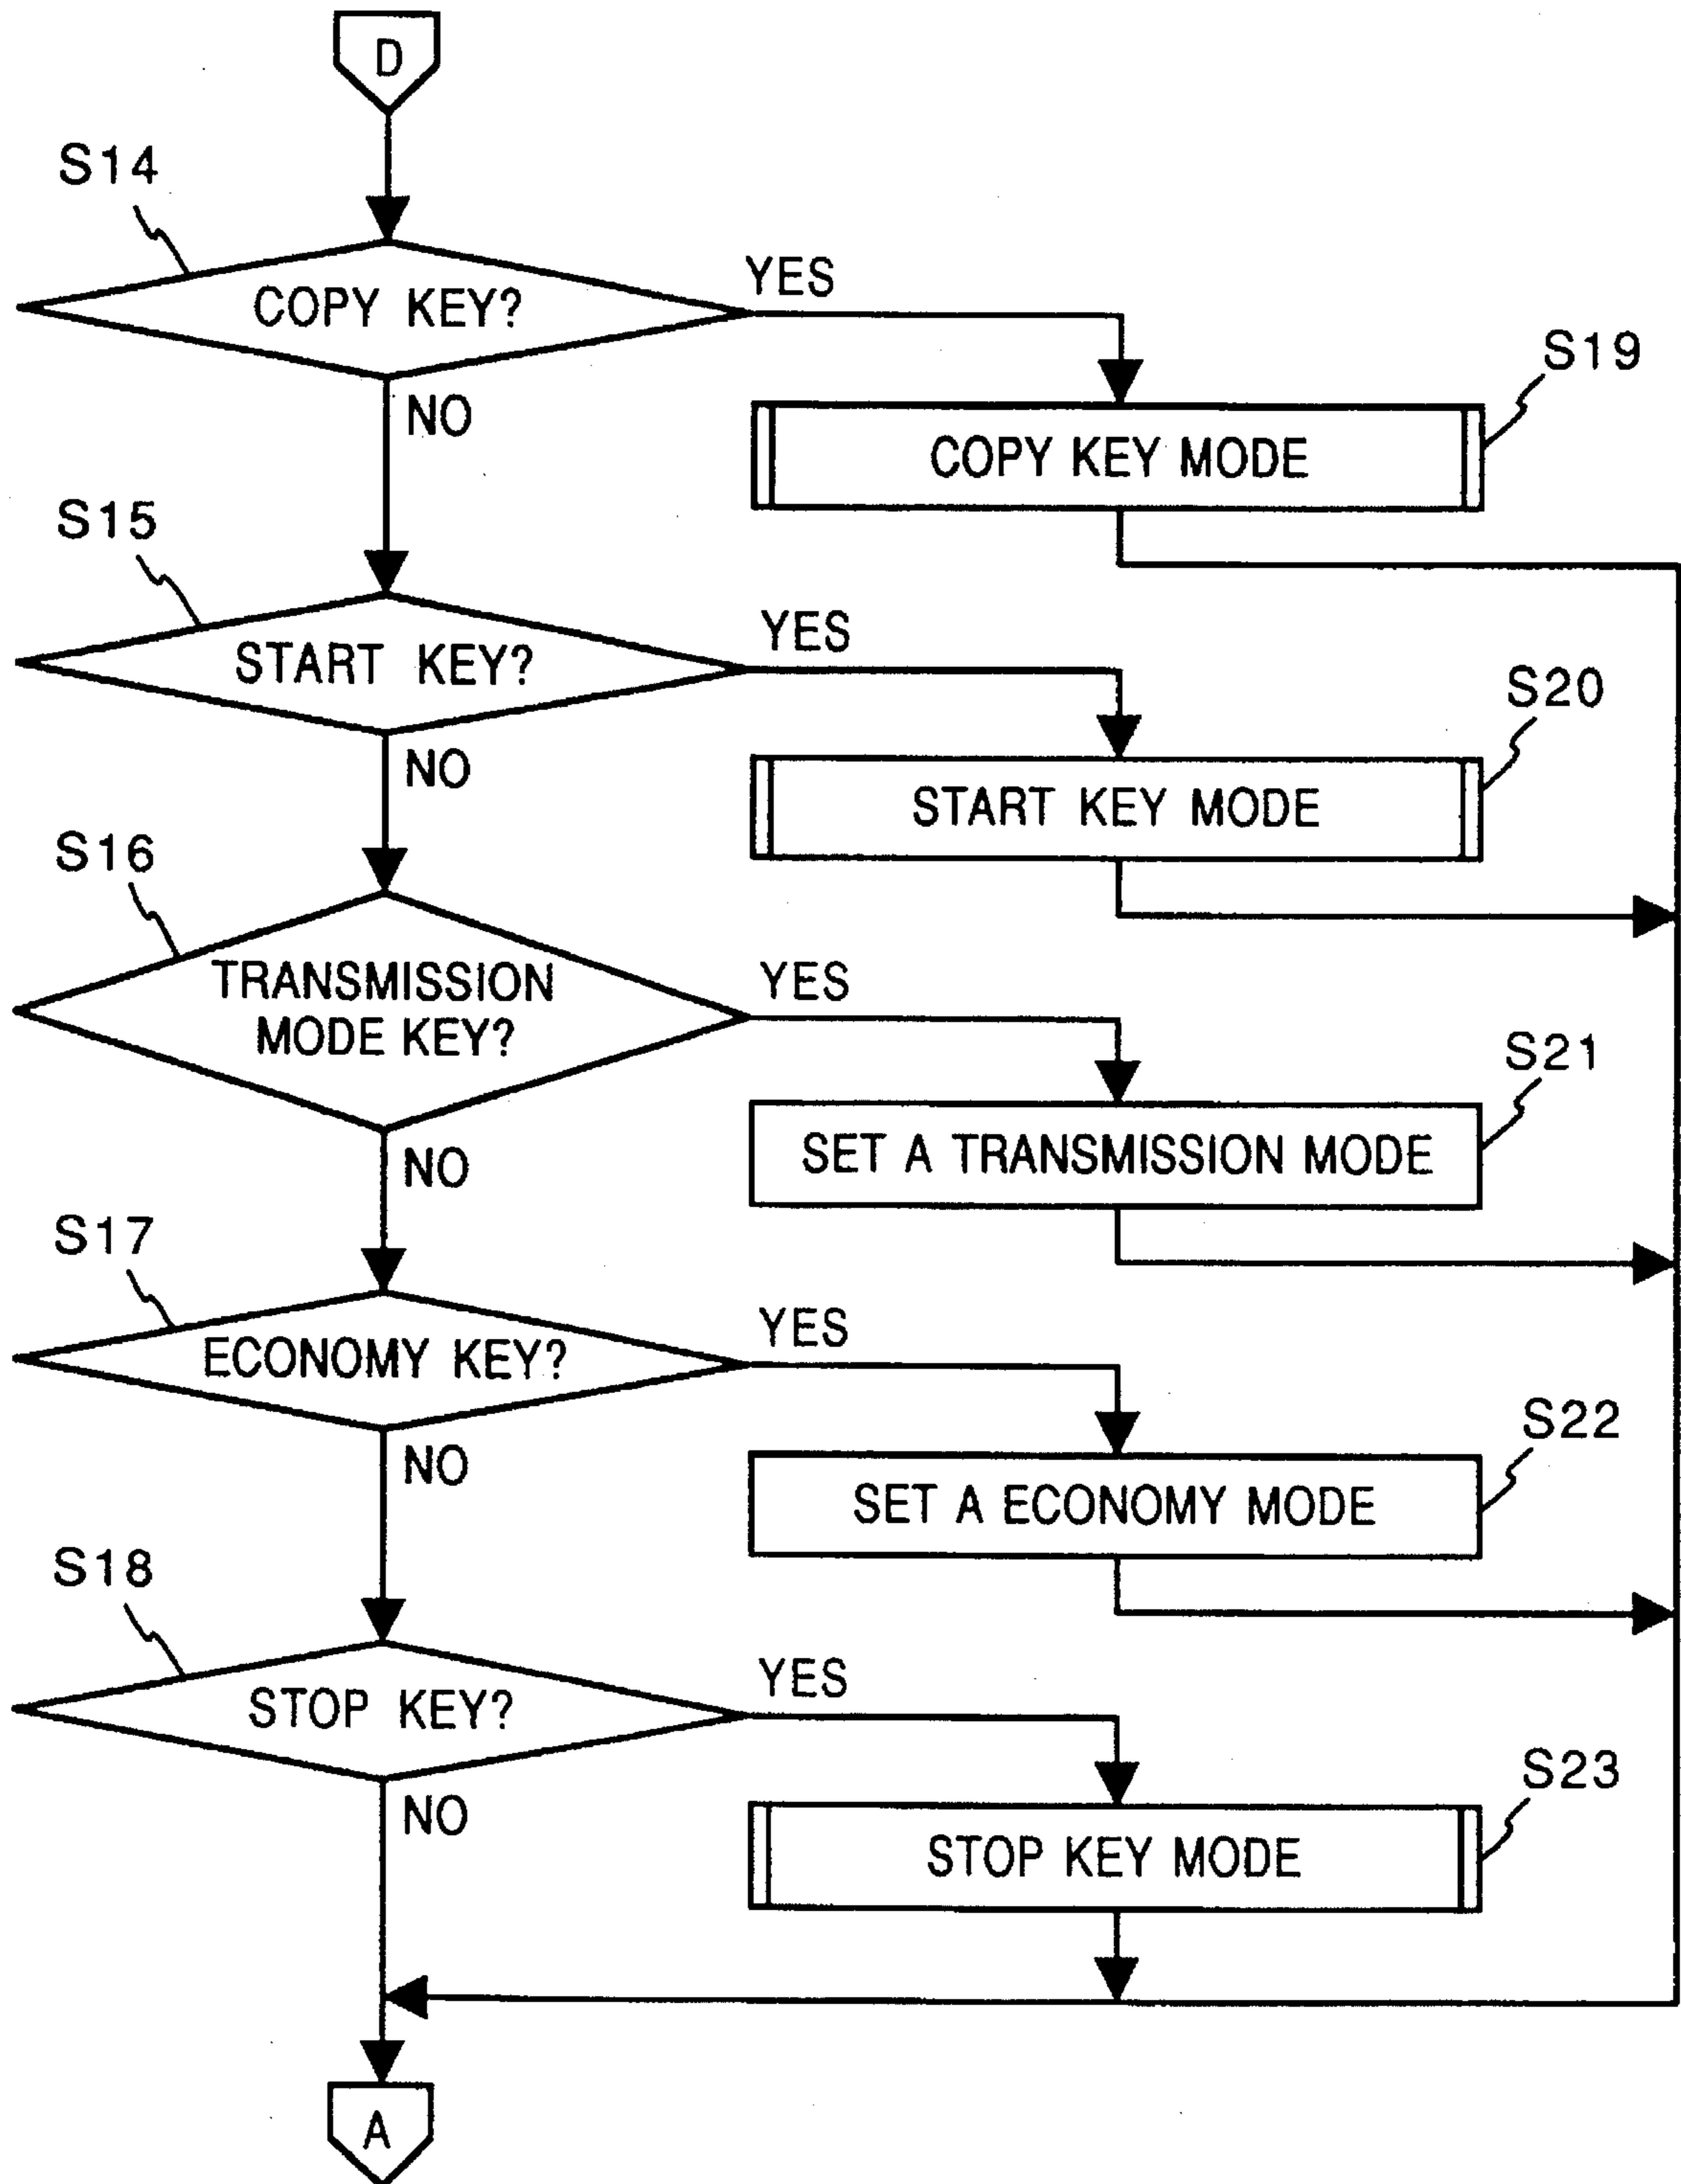 D
S14
COPY KEY?
YES
NO
S19
COPY KEY MODE
S15
START KEY?
YES
NO
S20
START KEY MODE
S16
TRANSMISSION
MODE KEY?
YES
NO
S21
SET A TRANSMISSION MODE
S17
ECONOMY KEY?
YES
NO
S22
SET A ECONOMY MODE
S18
STOP KEY?
YES
NO
S23
STOP KEY MODE
A